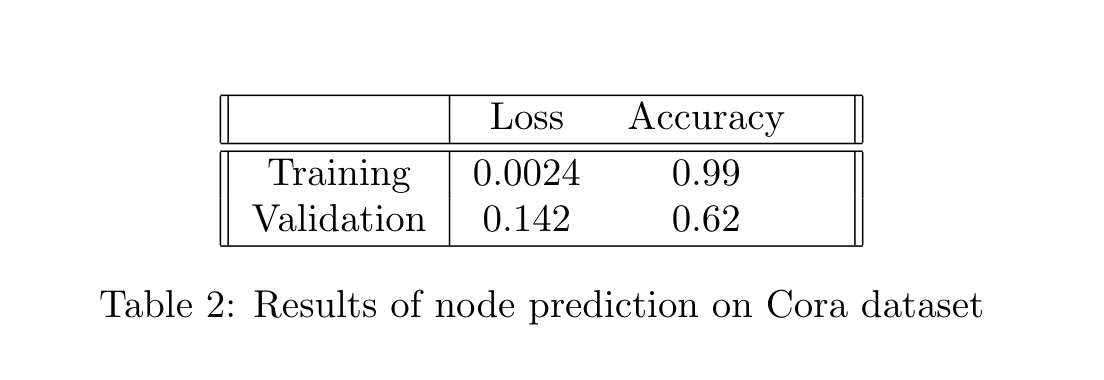 Loss Accuracy
Training 0.0024 0.99
Validation 0.142 0.62
Table 2: Results of node prediction on Cora dataset